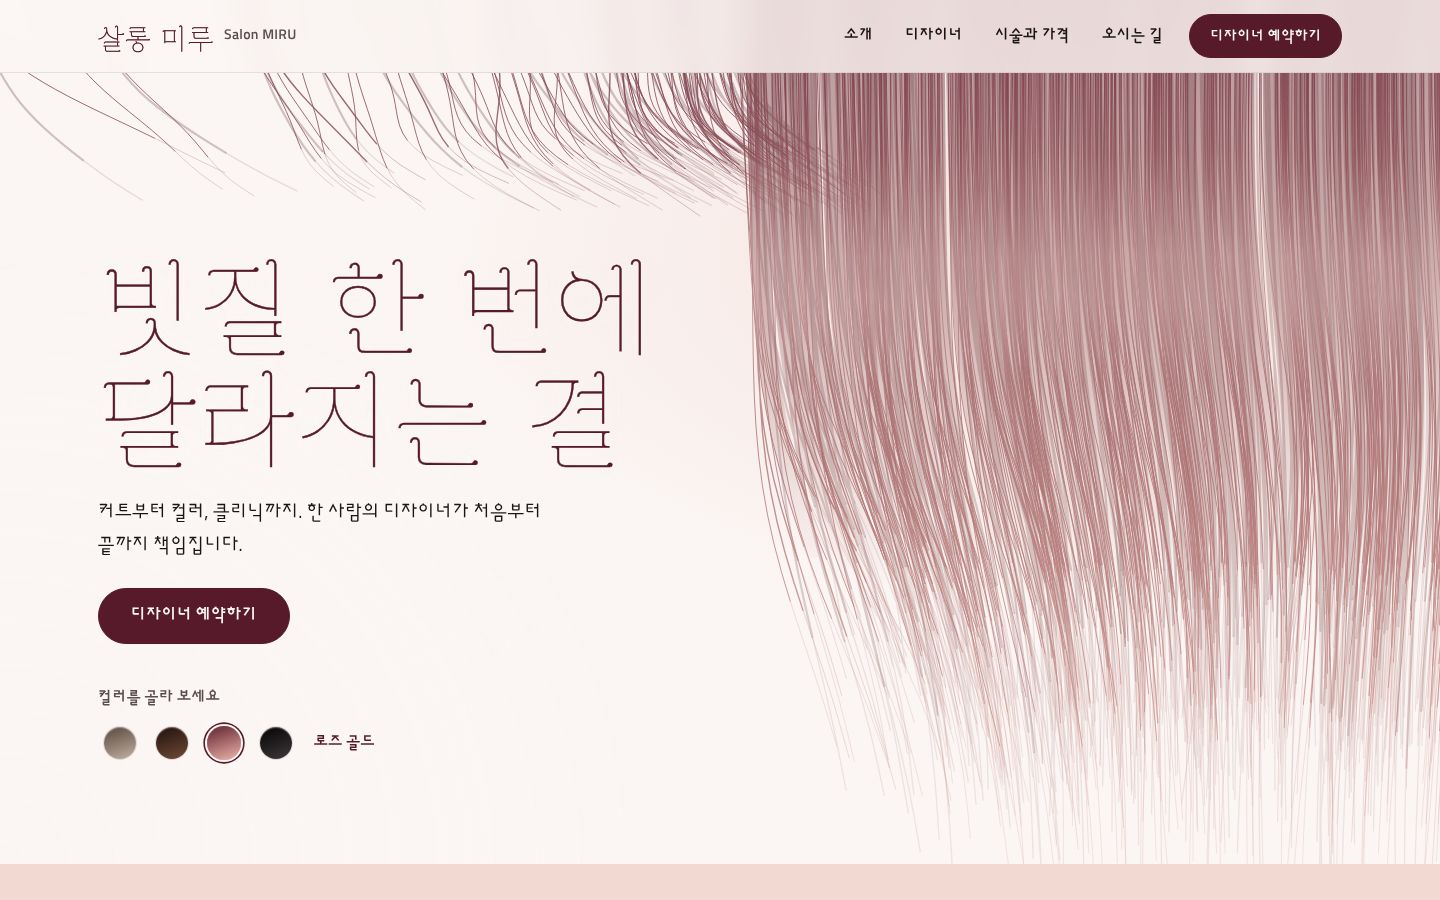 살롱 미루 Salon MIRU 소개 디자이너 시술과 가격 오시는 길 디자이너 예약하기
빗질 한 번에
달라지는 결
커트부터 컬러, 클리닉까지. 한 사람의 디자이너가 처음부터
끝까지 책임집니다.
디자이너 예약하기
컬러를 골라 보세요
로즈 골드